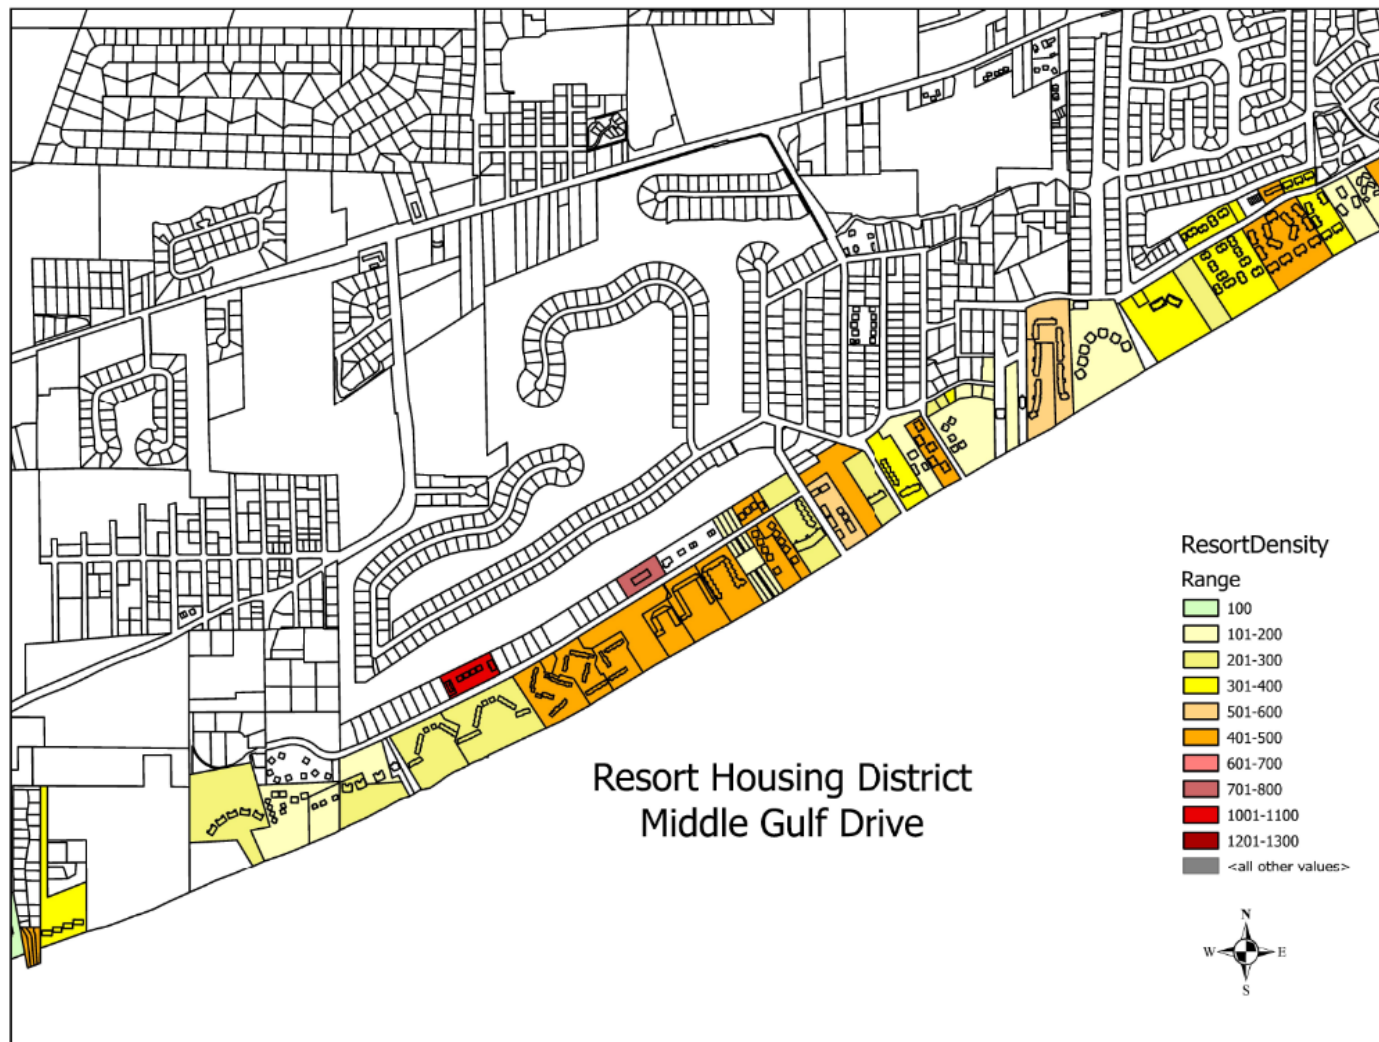 Resort Housing District
Middle Gulf Drive
ResortDensity
Range
100
101-200
201-300
301-400
501-600
401-500
601-700
701-800
1001-1100
1201-1300
<all other values>
N
W E
S